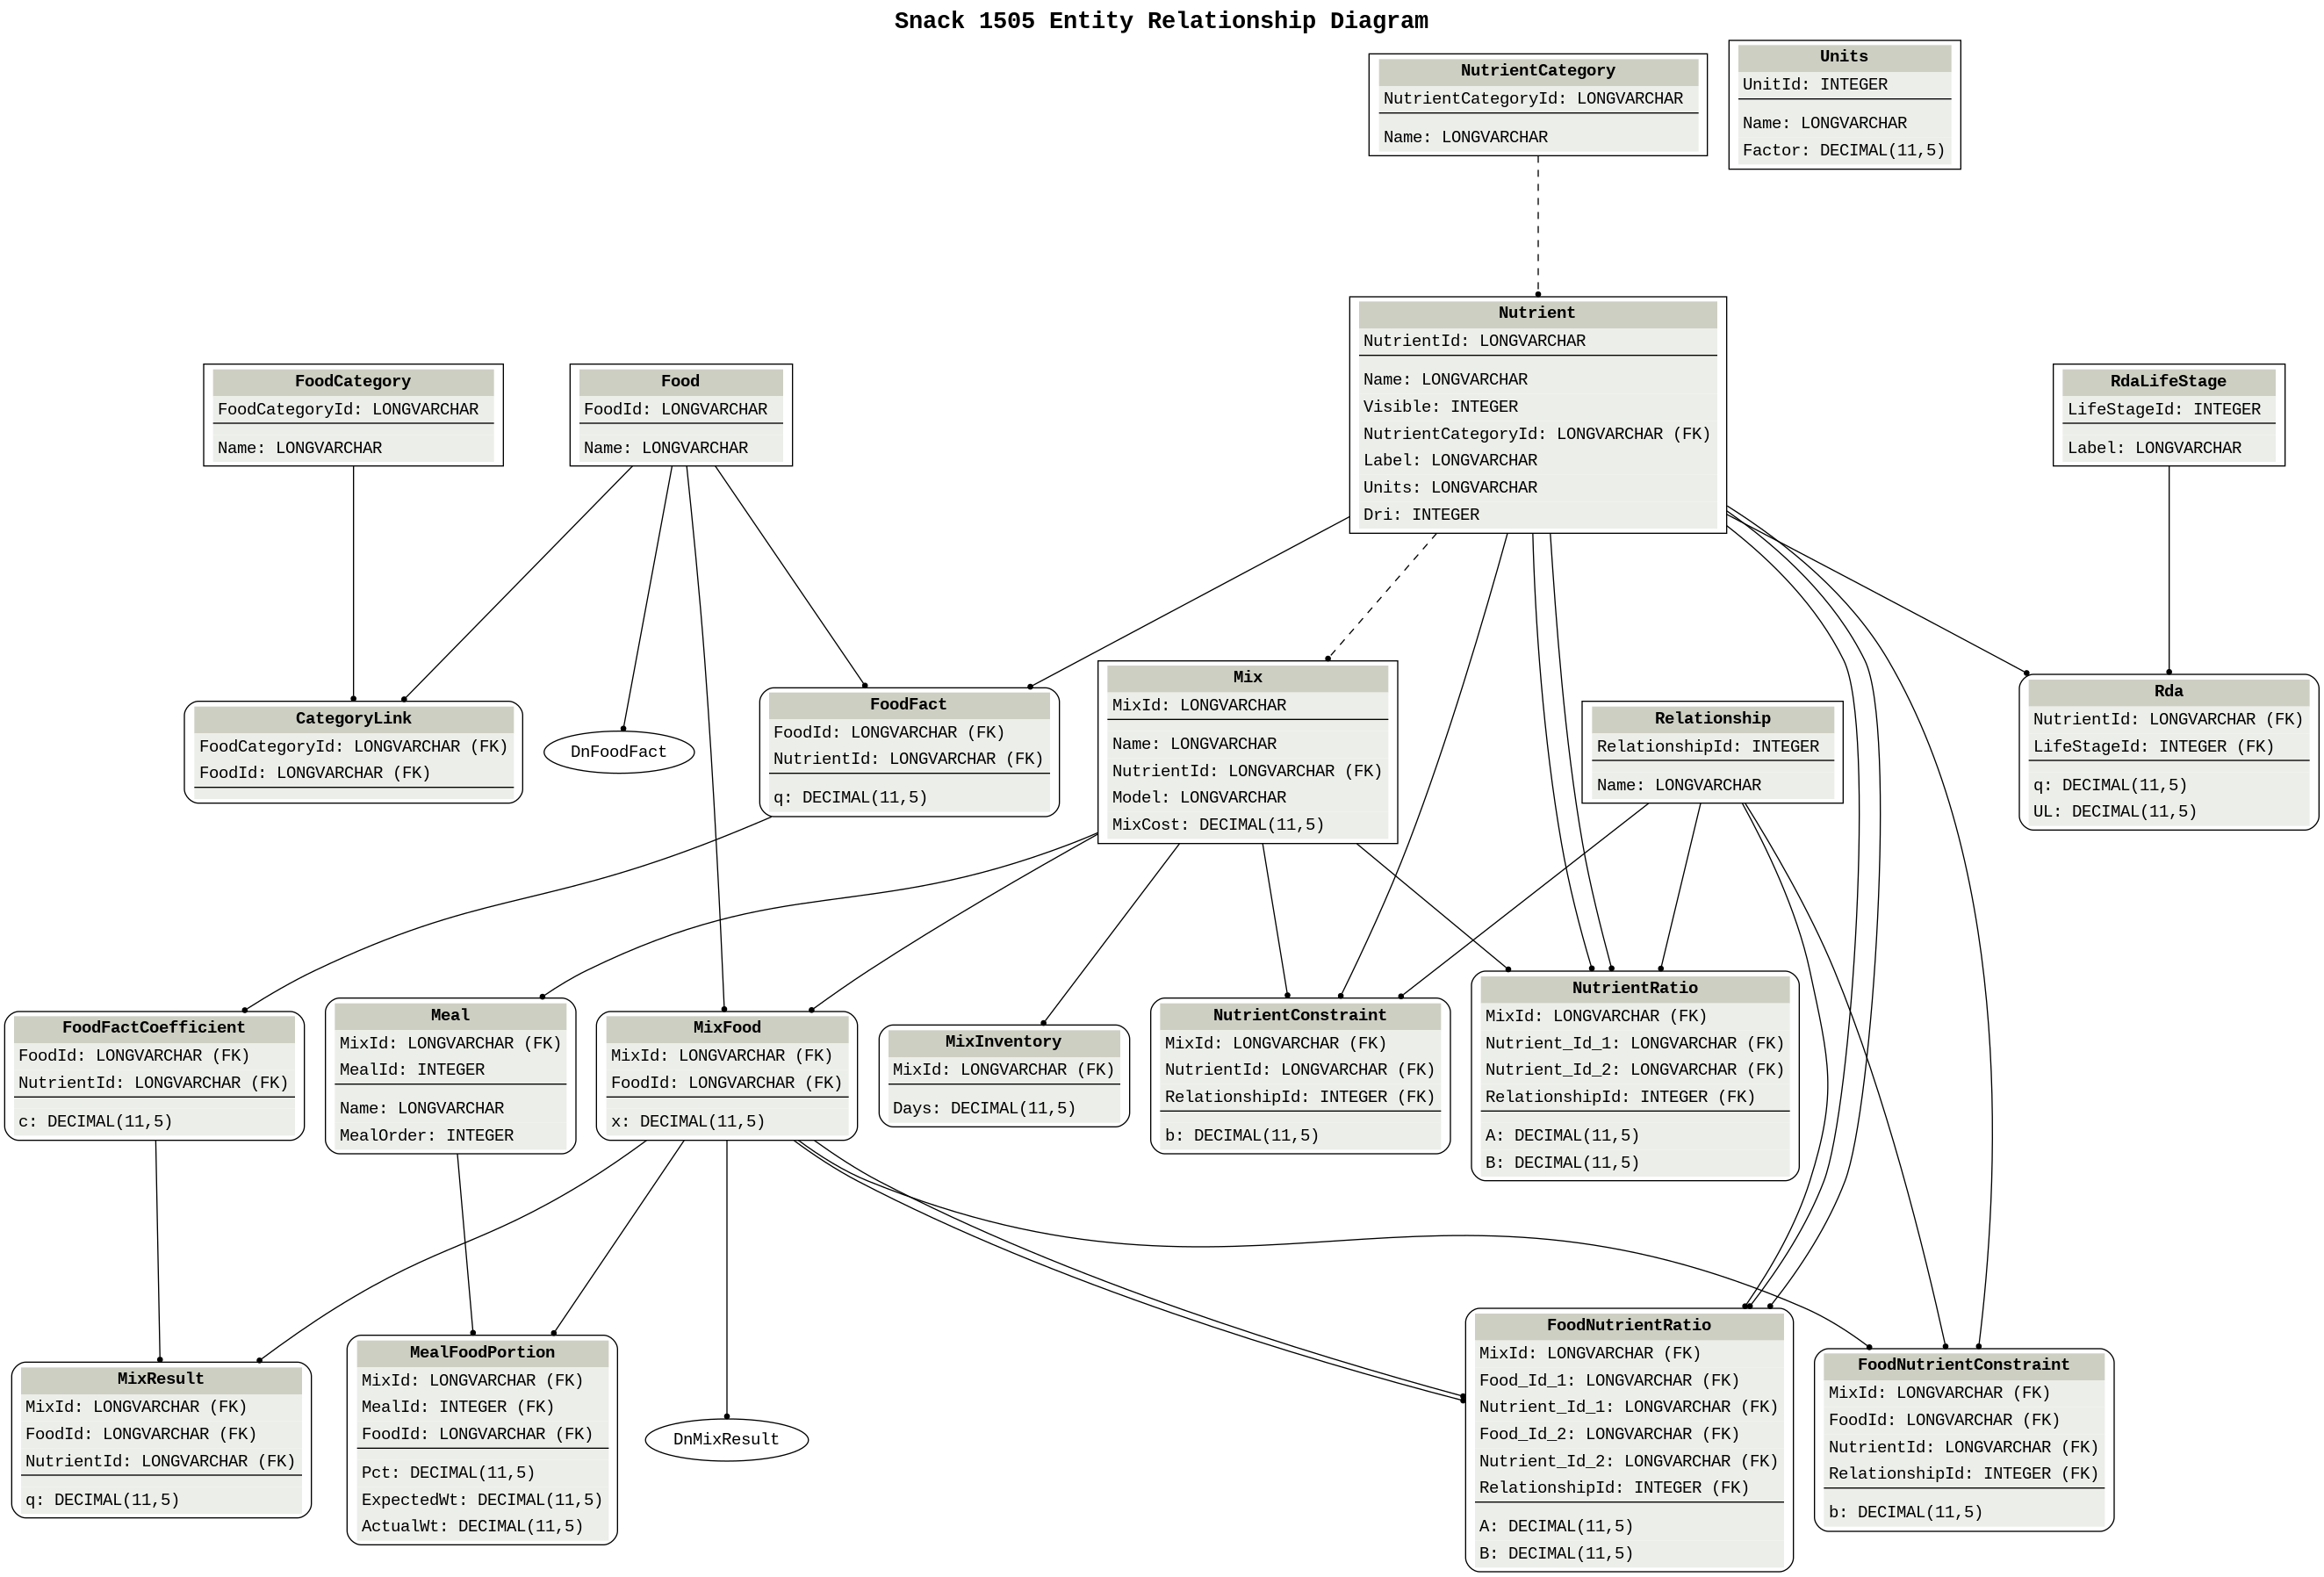 Snack 1505 Entity Relationship Diagram
NutrientCategory
NutrientCategoryId: LONGVARCHAR
Name: LONGVARCHAR
Units
UnitId: INTEGER
Name: LONGVARCHAR
Factor: DECIMAL(11,5)
Nutrient
NutrientId: LONGVARCHAR
Name: LONGVARCHAR
Visible: INTEGER
NutrientCategoryId: LONGVARCHAR (FK)
Label: LONGVARCHAR
Units: LONGVARCHAR
Dri: INTEGER
FoodCategory
FoodCategoryId: LONGVARCHAR
Name: LONGVARCHAR
Food
FoodId: LONGVARCHAR
Name: LONGVARCHAR
RdaLifeStage
LifeStageId: INTEGER
Label: LONGVARCHAR
CategoryLink
FoodCategoryId: LONGVARCHAR (FK)
FoodId: LONGVARCHAR (FK)
DnFoodFact
FoodFact
FoodId: LONGVARCHAR (FK)
NutrientId: LONGVARCHAR (FK)
q: DECIMAL(11,5)
Mix
MixId: LONGVARCHAR
Name: LONGVARCHAR
NutrientId: LONGVARCHAR (FK)
Model: LONGVARCHAR
MixCost: DECIMAL(11,5)
Relationship
RelationshipId: INTEGER
Name: LONGVARCHAR
Rda
NutrientId: LONGVARCHAR (FK)
LifeStageId: INTEGER (FK)
q: DECIMAL(11,5)
UL: DECIMAL(11,5)
FoodFactCoefficient
FoodId: LONGVARCHAR (FK)
NutrientId: LONGVARCHAR (FK)
c: DECIMAL(11,5)
Meal
MixId: LONGVARCHAR (FK)
MealId: INTEGER
Name: LONGVARCHAR
MealOrder: INTEGER
MixFood
MixId: LONGVARCHAR (FK)
FoodId: LONGVARCHAR (FK)
x: DECIMAL(11,5)
MixInventory
MixId: LONGVARCHAR (FK)
Days: DECIMAL(11,5)
NutrientConstraint
MixId: LONGVARCHAR (FK)
NutrientId: LONGVARCHAR (FK)
RelationshipId: INTEGER (FK)
b: DECIMAL(11,5)
NutrientRatio
MixId: LONGVARCHAR (FK)
Nutrient_Id_1: LONGVARCHAR (FK)
Nutrient_Id_2: LONGVARCHAR (FK)
RelationshipId: INTEGER (FK)
A: DECIMAL(11,5)
B: DECIMAL(11,5)
MixResult
MixId: LONGVARCHAR (FK)
FoodId: LONGVARCHAR (FK)
NutrientId: LONGVARCHAR (FK)
q: DECIMAL(11,5)
MealFoodPortion
MixId: LONGVARCHAR (FK)
MealId: INTEGER (FK)
FoodId: LONGVARCHAR (FK)
Pct: DECIMAL(11,5)
ExpectedWt: DECIMAL(11,5)
ActualWt: DECIMAL(11,5)
DnMixResult
FoodNutrientRatio
MixId: LONGVARCHAR (FK)
Food_Id_1: LONGVARCHAR (FK)
Nutrient_Id_1: LONGVARCHAR (FK)
Food_Id_2: LONGVARCHAR (FK)
Nutrient_Id_2: LONGVARCHAR (FK)
RelationshipId: INTEGER (FK)
A: DECIMAL(11,5)
B: DECIMAL(11,5)
FoodNutrientConstraint
MixId: LONGVARCHAR (FK)
FoodId: LONGVARCHAR (FK)
NutrientId: LONGVARCHAR (FK)
RelationshipId: INTEGER (FK)
b: DECIMAL(11,5)